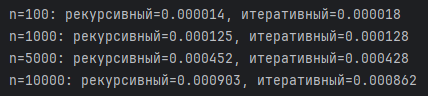 n=100: рекурсивный=0.000014, итеративный=0.000018
n=1000: рекурсивный=0.000125, итеративный=0.000128
n=5000: рекурсивный=0.000452, итеративный=0.000428
n=10000: рекурсивный=0.000903, итеративный=0.000862